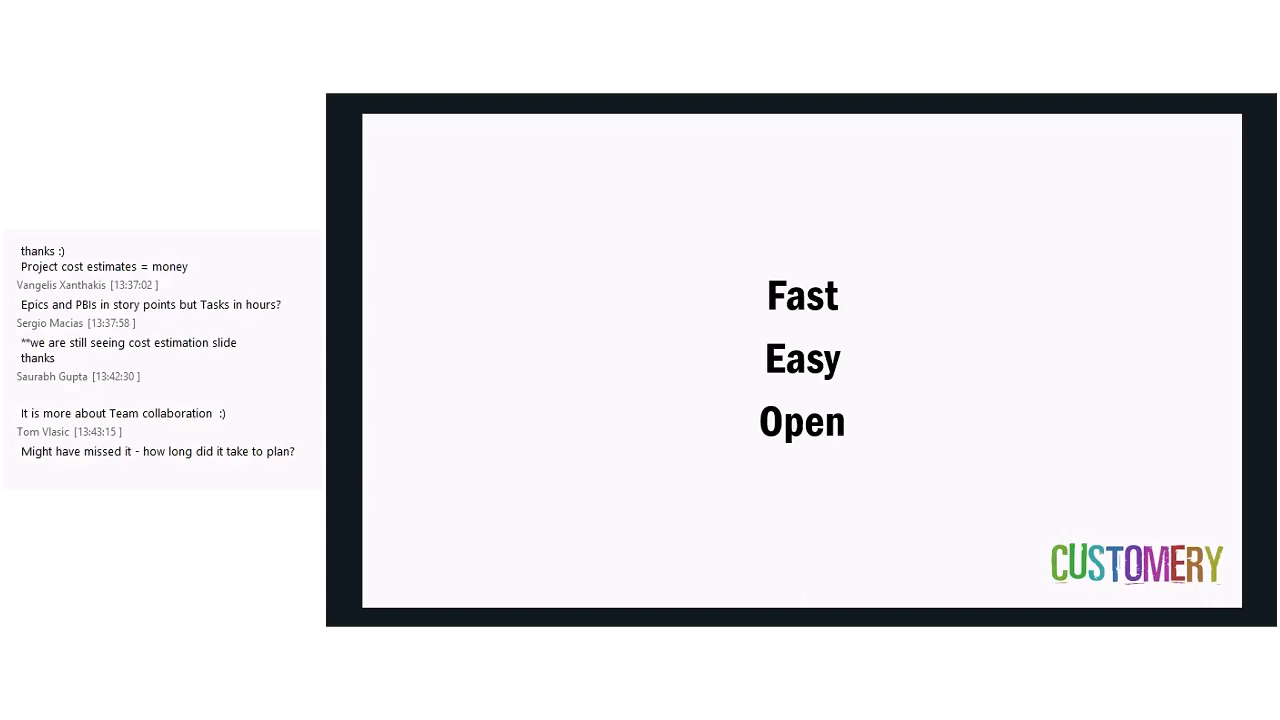 thanks :)
Project cost estimates = money
Vangelis Xanthakis [13:37:02 ]
Epics and PBIs in story points but Tasks in hours?
Sergio Macias [13:37:58 ]
**we are still seeing cost estimation slide
thanks
Saurabh Gupta [13:42:30 ]
It is more about Team collaboration  :)
Tom Vlasic [13:43:15 ]
Might have missed it - how long did it take to plan?
Fast
Easy
Open
CUSTOMERY